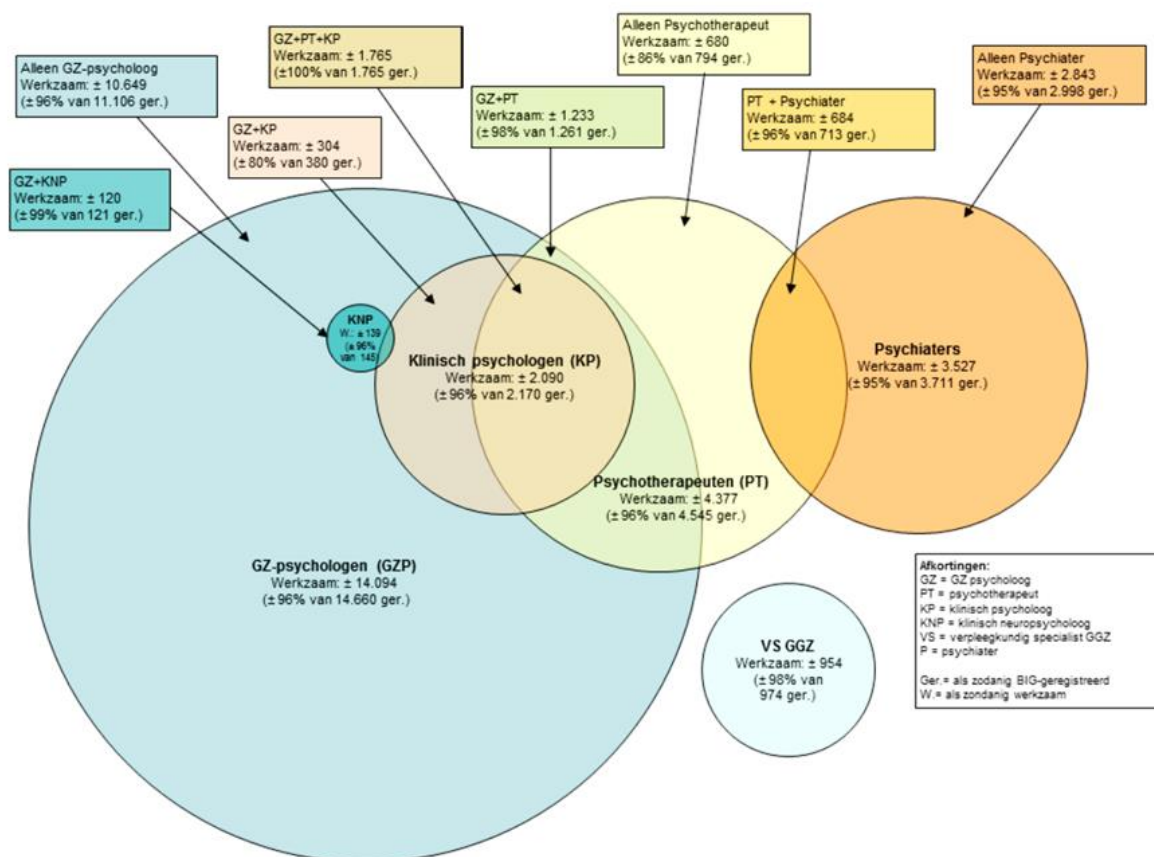 Alleen GZ-psycholoog
Werkzaam: ± 10.649
(± 96% van 11.106 ger.)
GZ+PT+KP
Werkzaam: ± 1.765
(±100% van 1.765 ger.)
Alleen Psychotherapeut
Werkzaam: ± 680
(± 86% van 794 ger.)
Alleen Psychiater
Werkzaam: ± 2.843
(± 95% van 2.998 ger.)
GZ+KP
Werkzaam: ± 304
(± 80% van 380 ger.)
GZ+PT
Werkzaam: ± 1.233
(± 98% van 1.261 ger.)
PT + Psychiater
Werkzaam: ± 684
(± 96% van 713 ger.)
GZ+KNP
Werkzaam: ± 120
(± 99% van 121 ger.)
KNP
W.: ± 139
(± 96%
van 145)
Klinisch psychologen (KP)
Werkzaam: ± 2.090
(± 96% van 2.170 ger.)
Psychiaters
Werkzaam: ± 3.527
(± 95% van 3.711 ger.)
Psychotherapeuten (PT)
Werkzaam: ± 4.377
(± 96% van 4.545 ger.)
GZ-psychologen (GZP)
Werkzaam: ± 14.094
(± 96% van 14.660 ger.)
VS GGZ
Werkzaam: ± 954
(± 98% van
974 ger.)
Afkortingen:
GZ = GZ psycholoog
PT = psychotherapeut
KP = klinisch psycholoog
KNP = klinisch neuropsycholoog
VS = verpleegkundig specialist GGZ
P = psychiater
Ger.= als zodanig BIG-geregistreerd
W.= als zondanig werkzaam